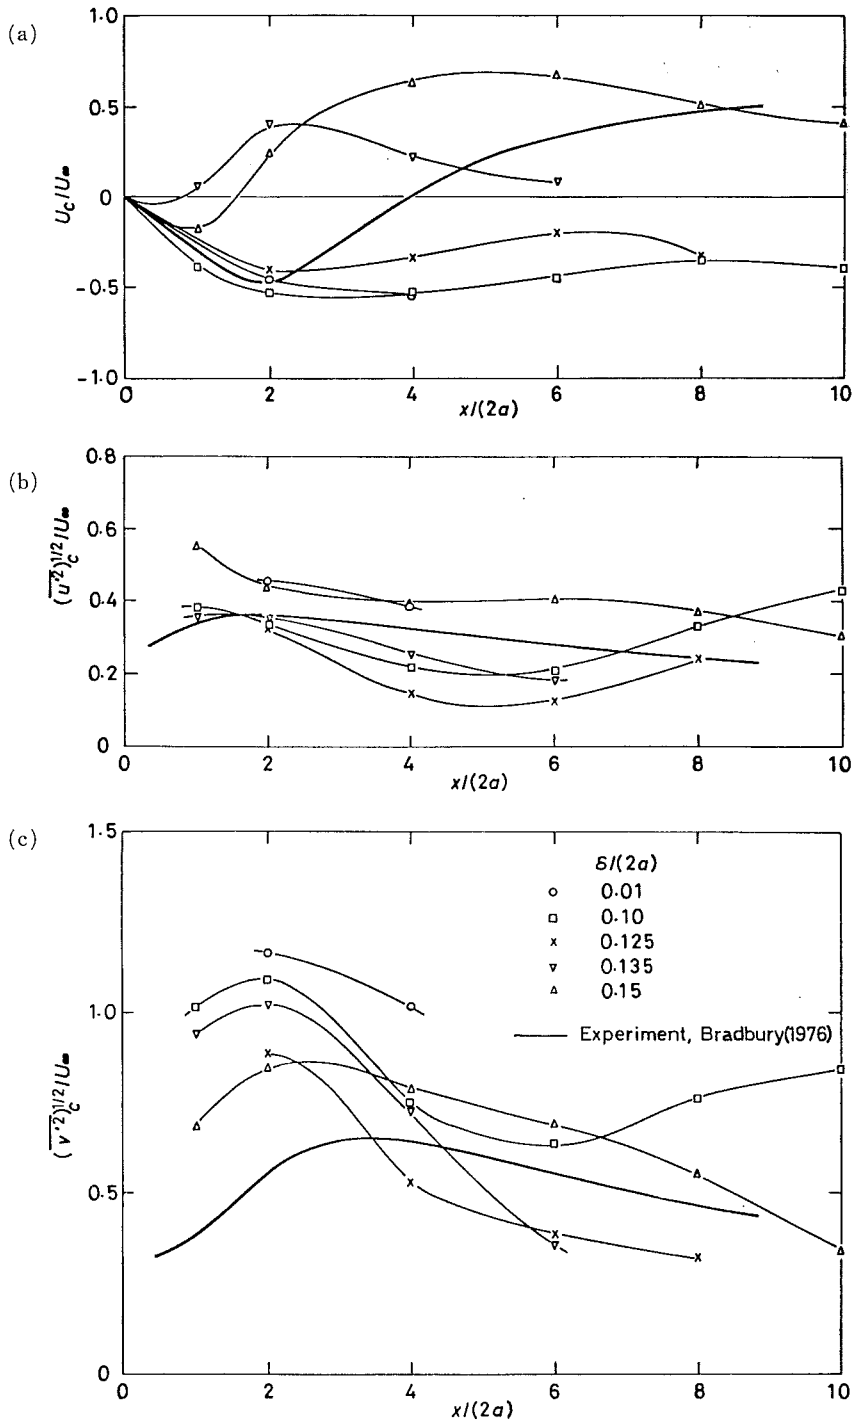 (a)
1.0
0.5
0
-0.5
-1.0
U_c/U_∞
0 2 4 6 8 10
x/(2a)
(b)
0.8
0.6
0.4
0.2
0
(u'²)_c^{1/2}/U_∞
0 2 4 6 8 10
x/(2a)
(c)
1.5
1.0
0.5
0
(v'²)_c^{1/2}/U_∞
δ/(2a)
0.01
0.10
0.125
0.135
0.15
Experiment, Bradbury(1976)
0 2 4 6 8 10
x/(2a)